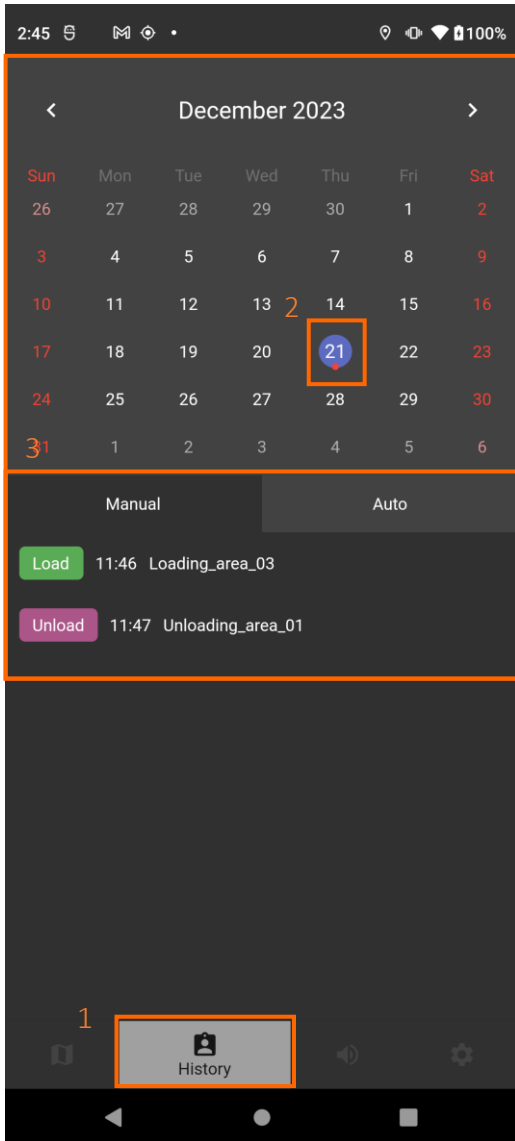 2:45 100%
December 2023
Sun Mon Tue Wed Thu Fri Sat
26 27 28 29 30 1 2
3 4 5 6 7 8 9
10 11 12 13 14 15 16
2
17 18 19 20 21 22 23
24 25 26 27 28 29 30
31 1 2 3 4 5 6
3
Manual Auto
Load 11:46 Loading_area_03
Unload 11:47 Unloading_area_01
1
History